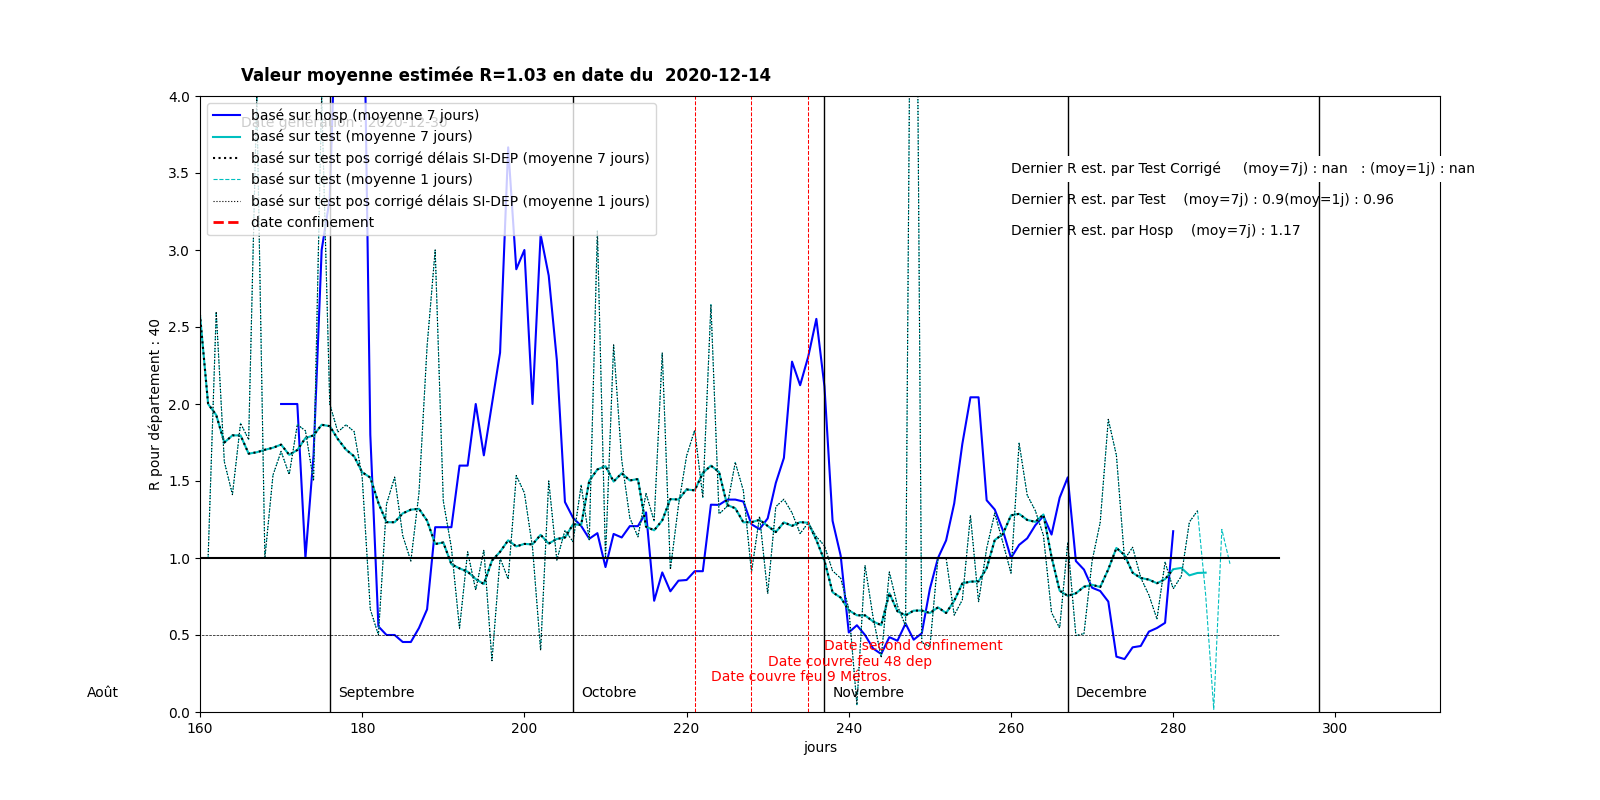 Valeur moyenne estimée R=1.03 en date du  2020-12-14
Date génération : 2020-12-30
basé sur hosp (moyenne 7 jours)
basé sur test (moyenne 7 jours)
basé sur test pos corrigé délais SI-DEP (moyenne 7 jours)
basé sur test (moyenne 1 jours)
basé sur test pos corrigé délais SI-DEP (moyenne 1 jours)
date confinement
Dernier R est. par Test Corrigé     (moy=7j) : nan   : (moy=1j) : nan
Dernier R est. par Test    (moy=7j) : 0.9(moy=1j) : 0.96
Dernier R est. par Hosp    (moy=7j) : 1.17
R pour département : 40
4.0
3.5
3.0
2.5
2.0
1.5
1.0
0.5
0.0
Date second confinement
Date couvre feu 48 dep
Date couvre feu 9 Métros.
Août
Septembre
Octobre
Novembre
Decembre
160
180
200
220
240
260
280
300
jours